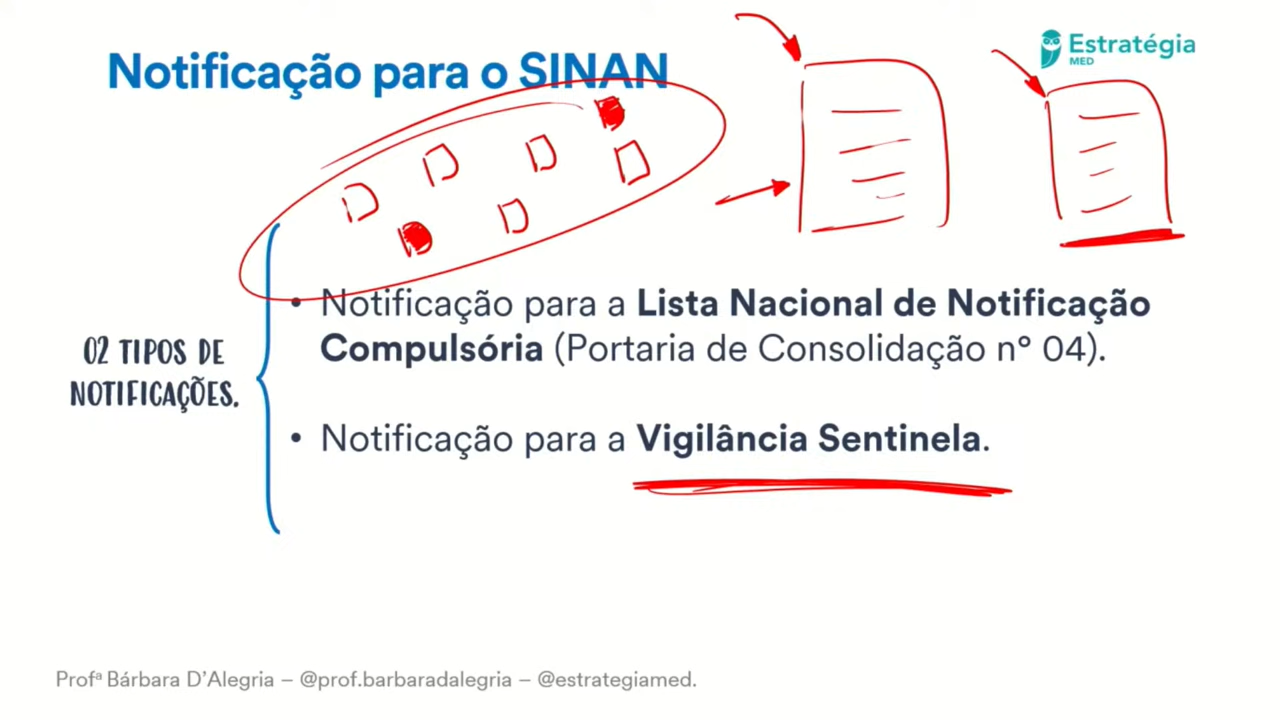 Notificação para o SINAN
Estratégia
MED
02 TIPOS DE
NOTIFICAÇÕES.
• Notificação para a Lista Nacional de Notificação
Compulsória (Portaria de Consolidação n° 04).
• Notificação para a Vigilância Sentinela.
Profª Bárbara D'Alegria – @prof.barbaradalegria – @estrategiamed.